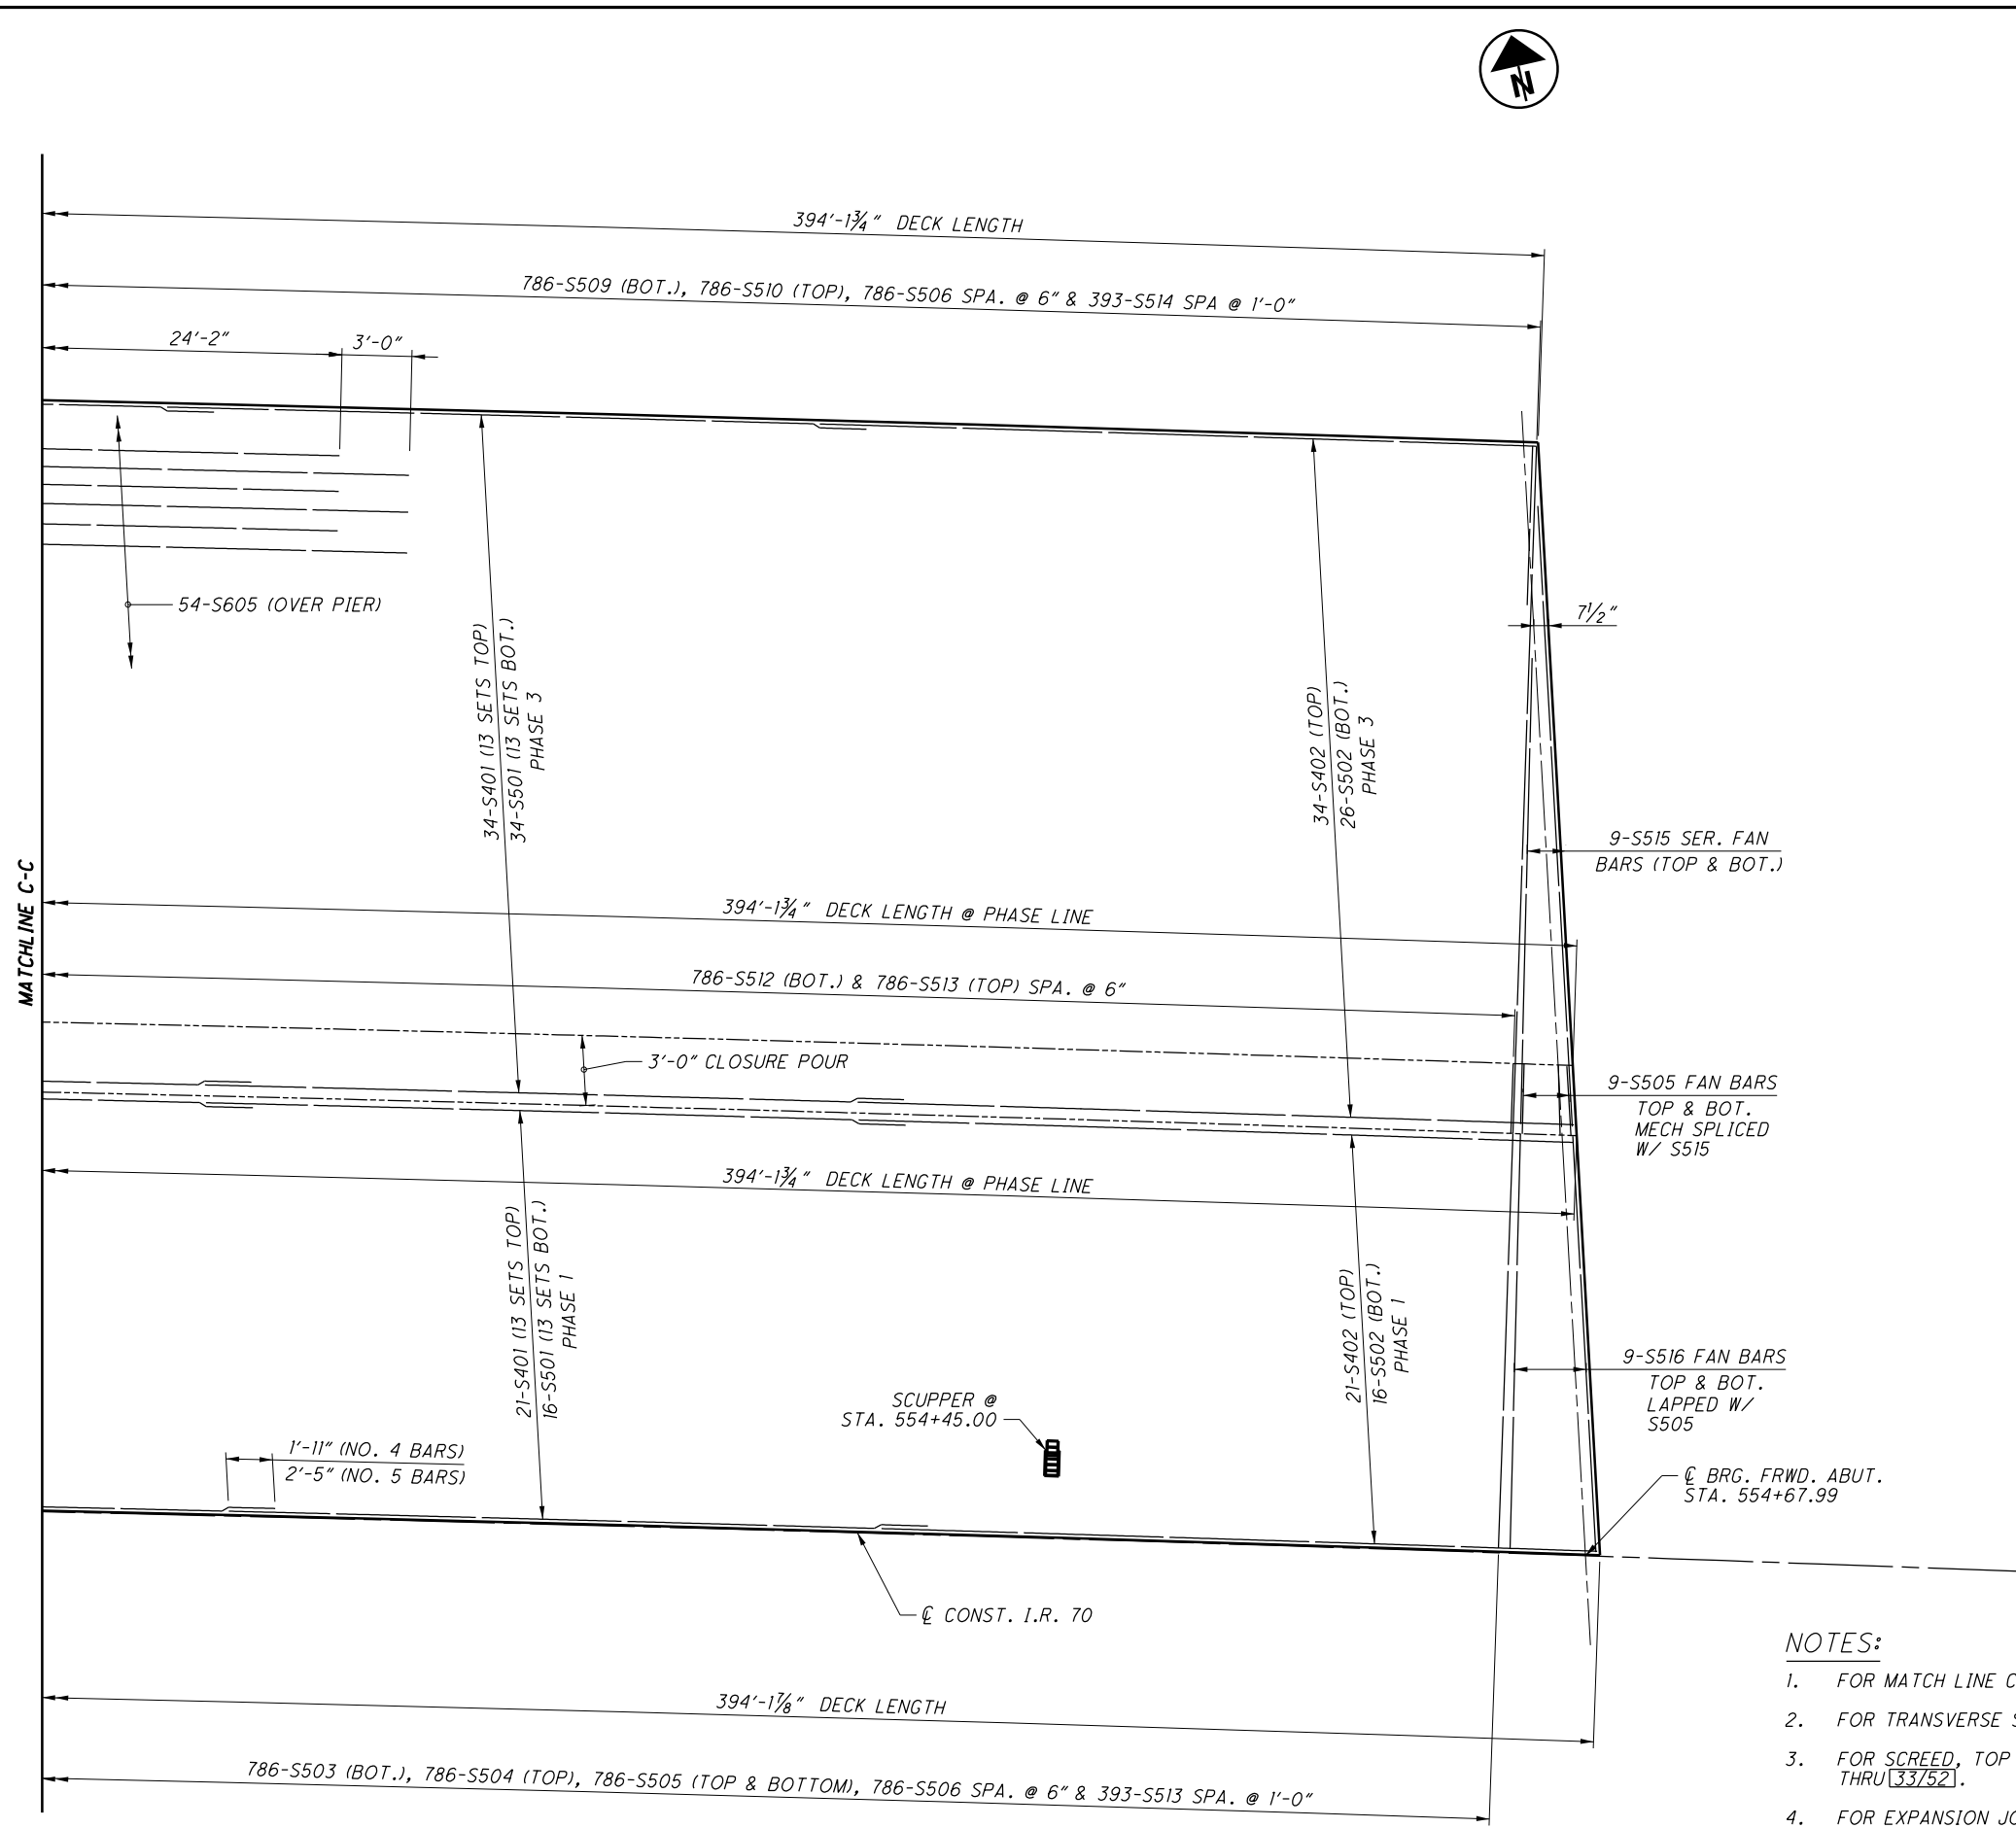 N
394'-1¾" DECK LENGTH
786-S509 (BOT.), 786-S510 (TOP), 786-S506 SPA. @ 6" & 393-S514 SPA @ 1'-0"
24'-2"
3'-0"
54-S605 (OVER PIER)
34-S401 (13 SETS TOP)
34-S501 (13 SETS BOT.)
PHASE 3
34-S402 (TOP)
26-S502 (BOT.)
PHASE 3
7½"
9-S515 SER. FAN
BARS (TOP & BOT.)
MATCHLINE C-C
394'-1¾" DECK LENGTH @ PHASE LINE
786-S512 (BOT.) & 786-S513 (TOP) SPA. @ 6"
3'-0" CLOSURE POUR
9-S505 FAN BARS
TOP & BOT.
MECH SPLICED
W/ S515
394'-1¾" DECK LENGTH @ PHASE LINE
21-S401 (13 SETS TOP)
16-S501 (13 SETS BOT.)
PHASE 1
21-S402 (TOP)
16-S502 (BOT.)
PHASE 1
9-S516 FAN BARS
TOP & BOT.
LAPPED W/
S505
SCUPPER @
STA. 554+45.00
1'-11" (NO. 4 BARS)
2'-5" (NO. 5 BARS)
℄ BRG. FRWD. ABUT.
STA. 554+67.99
℄ CONST. I.R. 70
394'-1⅞" DECK LENGTH
786-S503 (BOT.), 786-S504 (TOP), 786-S505 (TOP & BOTTOM), 786-S506 SPA. @ 6" & 393-S513 SPA. @ 1'-0"
NOTES:
1. FOR MATCH LINE C
2. FOR TRANSVERSE
3. FOR SCREED, TOP
THRU 33/52.
4. FOR EXPANSION